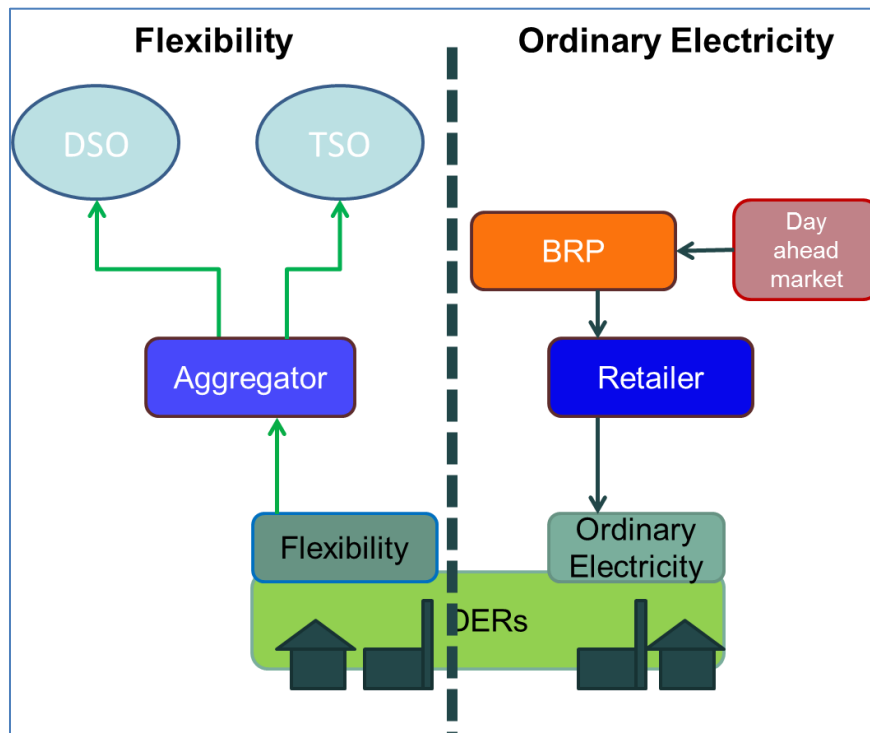 Flexibility
Ordinary Electricity
DSO
TSO
BRP
Day
ahead
market
Aggregator
Retailer
Flexibility
Ordinary
Electricity
DERs